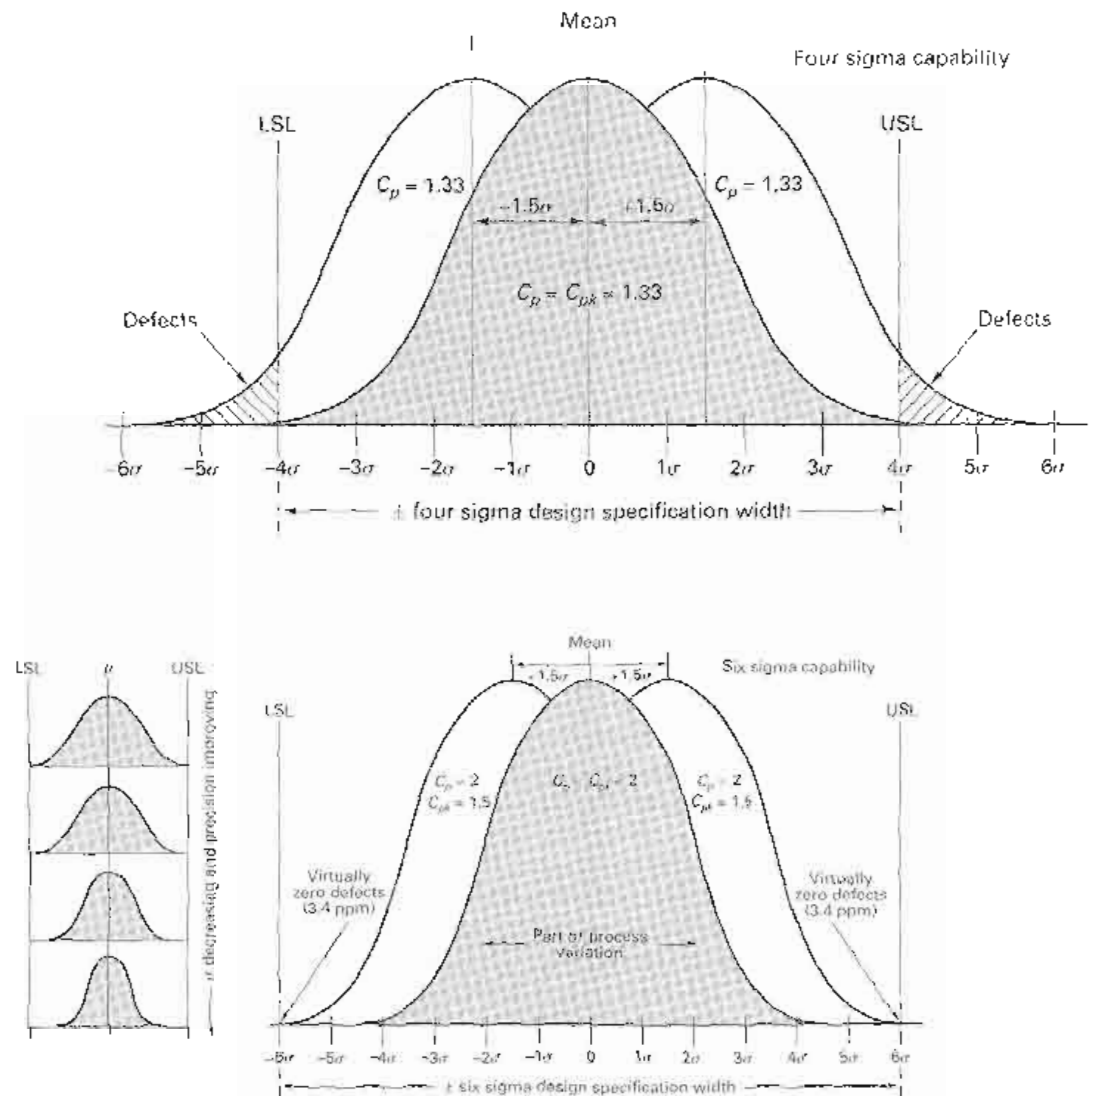 Mean
Four sigma capability
LSL
USL
Cp = 1.33
Cp = 1.33
−1.5σ
+1.5σ
Cp = Cpk = 1.33
Defects
Defects
−6σ −5σ −4σ −3σ −2σ −1σ 0 1σ 2σ 3σ 4σ 5σ 6σ
± four sigma design specification width
LSL μ USL
σ decreasing and precision improving
Mean
Six sigma capability
1.5σ
+1.5σ
LSL
USL
Cp = 2
Cpk = 1.5
Cp = Cpk = 2
Cp = 2
Cpk = 1.5
Virtually
zero defects
(3.4 ppm)
Virtually
zero defects
(3.4 ppm)
Part of process
variation
−6σ −5σ −4σ −3σ −2σ −1σ 0 1σ 2σ 3σ 4σ 5σ 6σ
± six sigma design specification width